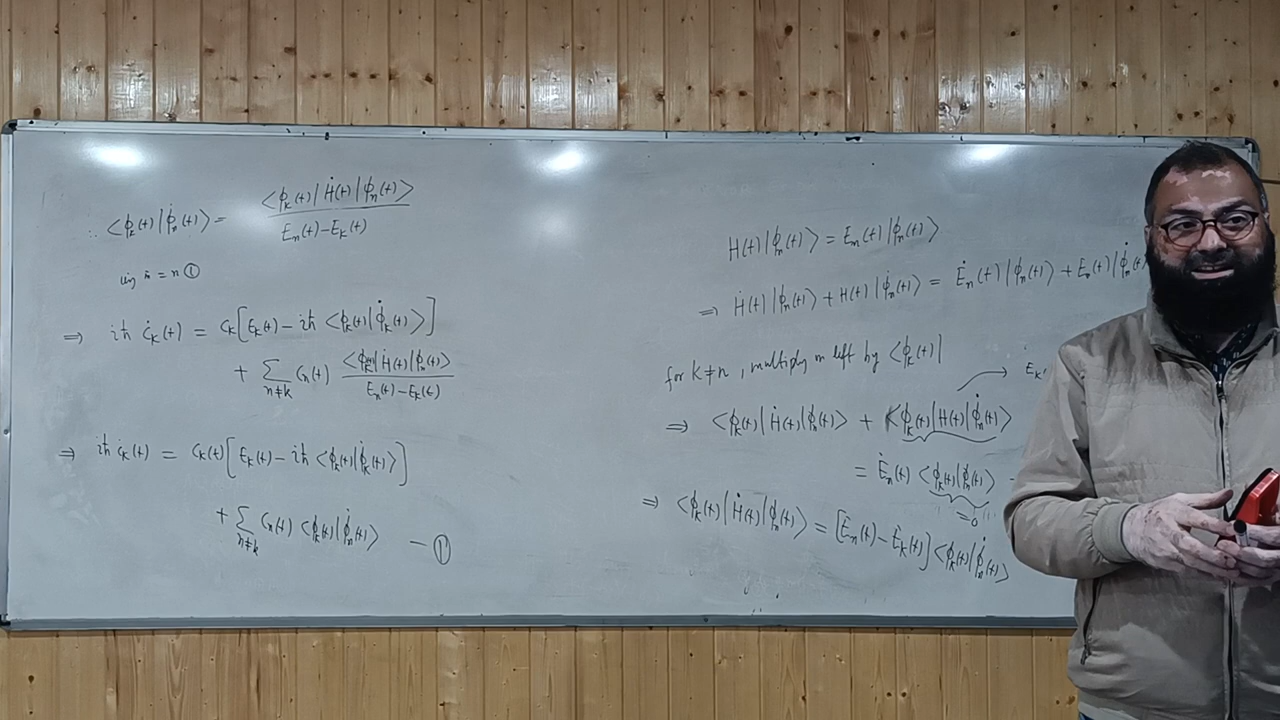 ∴ <ϕ_k(t)|ϕ̇_n(t)> = <ϕ_k(t)|Ḣ(t)|ϕ_n(t)> / E_n(t)-E_k(t)
①
⇒ iħ ċ_k(t) = c_k[E_k(t) - iħ <ϕ_k(t)|ϕ̇_k(t)>]
+ Σ_{n≠k} c_n(t) <ϕ_k(t)|Ḣ(t)|ϕ_n(t)> / E_n(t)-E_k(t)
⇒ iħ ċ_k(t) = c_k(t)[E_k(t) - iħ <ϕ_k(t)|ϕ̇_k(t)>]
+ Σ_{n≠k} c_n(t) <ϕ_k(t)|ϕ̇_n(t)> — ①
H(t)|ϕ_n(t)> = E_n(t)|ϕ_n(t)>
⇒ Ḣ(t)|ϕ_n(t)> + H(t)|ϕ̇_n(t)> = Ė_n(t)|ϕ_n(t)> + E_n(t)|ϕ̇_n(t)
for k≠n, multiply on left by <ϕ_k(t)|
→ E_k
⇒ <ϕ_k(t)|Ḣ(t)|ϕ_n(t)> + <ϕ_k(t)|H(t)|ϕ̇_n(t)>
= Ė_n(t) <ϕ_k(t)|ϕ_n(t)>
=0
⇒ <ϕ_k(t)|Ḣ(t)|ϕ_n(t)> = [E_n(t)-E_k(t)]<ϕ_k(t)|ϕ̇_n(t)>